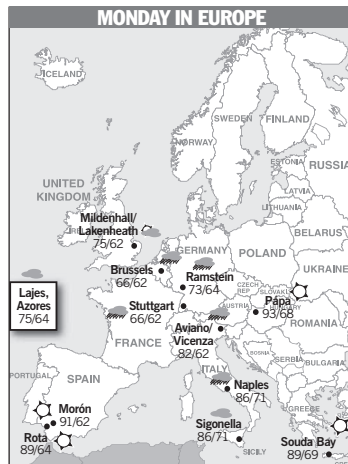 MONDAY IN EUROPE
ICELAND
SWEDEN
FINLAND
NORWAY
ESTONIA
RUSSIA
LATVIA
LITHUANIA
UNITED
KINGDOM
BELARUS
Mildenhall/
Lakenheath
75/62
GERMANY
POLAND
UKRAINE
Brussels
66/62
Ramstein
73/64
CZECH
REP
SLOVAKIA
Lajes,
Azores
75/64
Stuttgart
66/62
AUSTRIA
Pápa
93/68
HUNGARY
ROMANIA
FRANCE
Aviano/
Vicenza
82/62
BOSNIA
SERBIA
BULGARIA
ITALY
PORTUGAL
SPAIN
Naples
86/71
Morón
91/62
GREECE
Sigonella
86/71
Rota
89/64
SICILY
Souda Bay
89/69